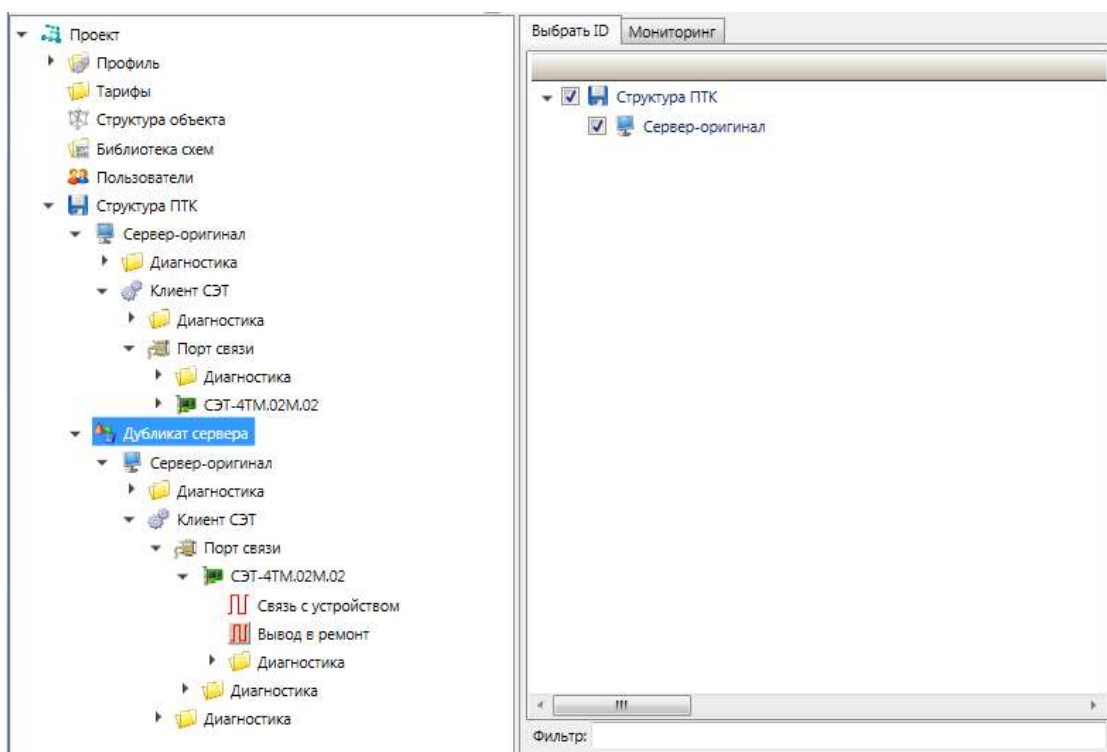 Проект
Профиль
Тарифы
Структура объекта
Библиотека схем
Пользователи
Структура ПТК
Сервер-оригинал
Диагностика
Клиент СЭТ
Диагностика
Порт связи
Диагностика
СЭТ-4ТМ.02М.02
Дубликат сервера
Сервер-оригинал
Диагностика
Клиент СЭТ
Порт связи
СЭТ-4ТМ.02М.02
Связь с устройством
Вывод в ремонт
Диагностика
Диагностика
Диагностика
Выбрать ID Мониторинг
Структура ПТК
Сервер-оригинал
Фильтр: